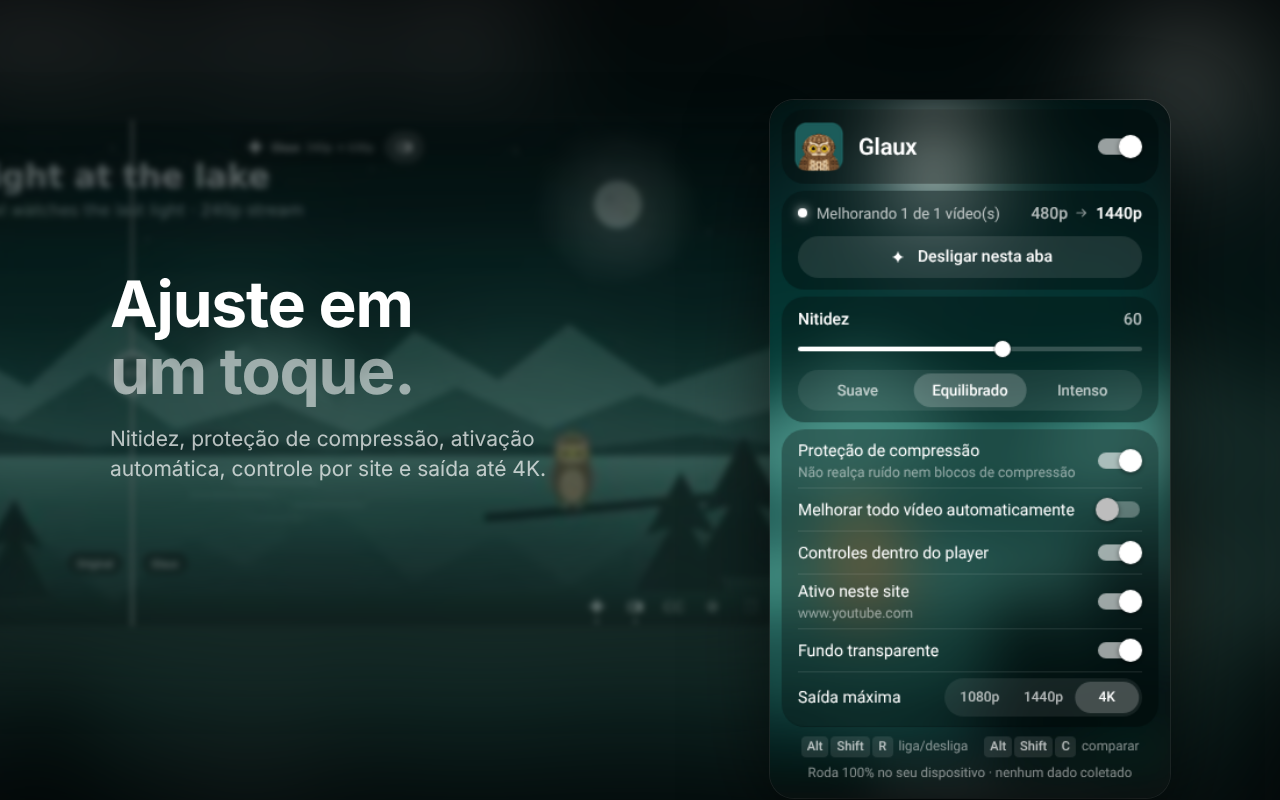 at the lake
Ajuste em
um toque.
Nitidez, proteção de compressão, ativação
automática, controle por site e saída até 4K.
Glaux
Melhorando 1 de 1 vídeo(s) 480p → 1440p
✦ Desligar nesta aba
Nitidez 60
Suave Equilibrado Intenso
Proteção de compressão
Não realça ruído nem blocos de compressão
Melhorar todo vídeo automaticamente
Controles dentro do player
Ativo neste site
www.youtube.com
Fundo transparente
Saída máxima 1080p 1440p 4K
Alt Shift R liga/desliga Alt Shift C comparar
Roda 100% no seu dispositivo · nenhum dado coletado